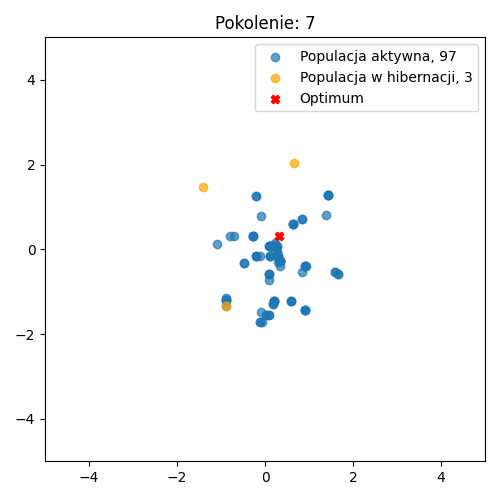 Pokolenie: 7
Populacja aktywna, 97
Populacja w hibernacji, 3
Optimum
4
2
0
−2
−4
−4
−2
0
2
4